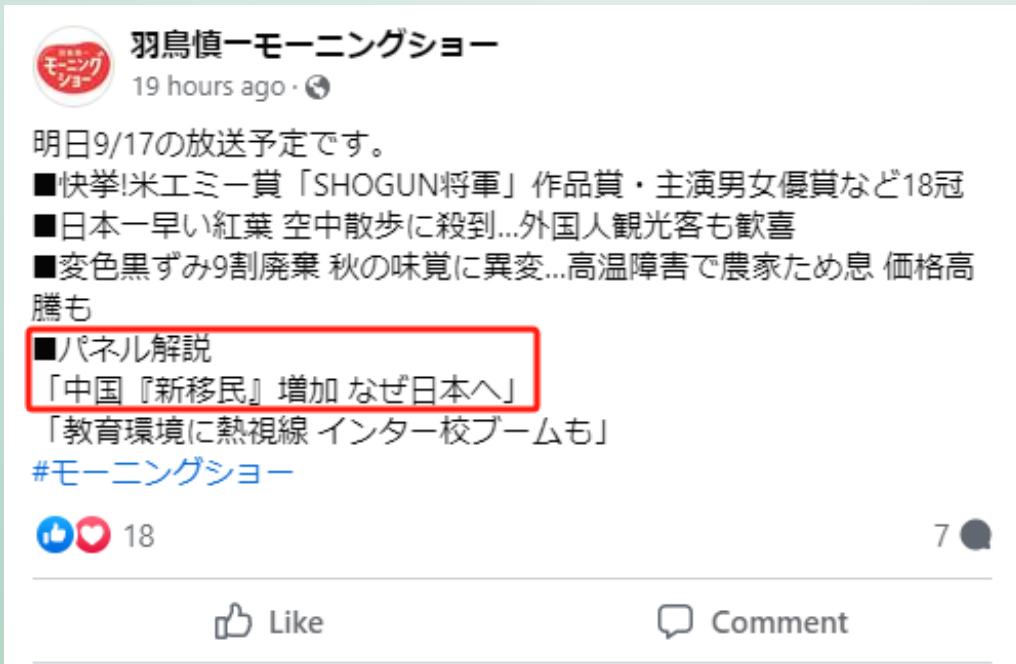 羽鳥慎一モーニングショー
モーニング
ショー
19 hours ago ·
明日9/17の放送予定です。
■快挙!米エミー賞「SHOGUN将軍」作品賞・主演男女優賞など18冠
■日本一早い紅葉 空中散歩に殺到...外国人観光客も歓喜
■変色黒ずみ9割廃棄 秋の味覚に異変...高温障害で農家ため息 価格高
騰も
■パネル解説
「中国『新移民』増加 なぜ日本へ」
「教育環境に熱視線 インター校ブームも」
#モーニングショー
18
7
Like
Comment